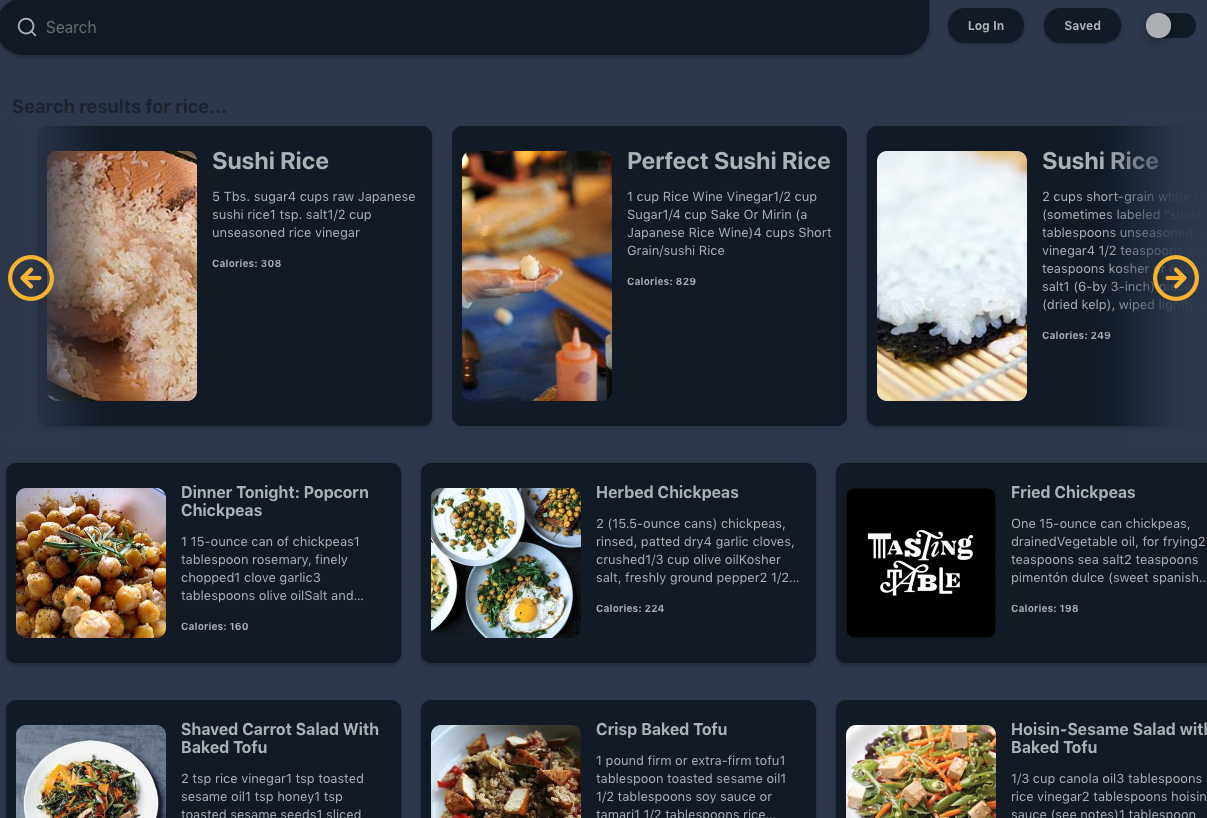 Search
Log In
Saved
Search results for rice...
Sushi Rice
5 Tbs. sugar4 cups raw Japanese
sushi rice1 tsp. salt1/2 cup
unseasoned rice vinegar
Calories: 308
Perfect Sushi Rice
1 cup Rice Wine Vinegar1/2 cup
Sugar1/4 cup Sake Or Mirin (a
Japanese Rice Wine)4 cups Short
Grain/sushi Rice
Calories: 829
Sushi Rice
2 cups short-grain white
(sometimes labeled "sushi
tablespoons unseasoned
vinegar4 1/2 teaspoons
teaspoons kosher
salt1 (6-by 3-inch)
(dried kelp), wiped lightly
Calories: 249
Dinner Tonight: Popcorn
Chickpeas
1 15-ounce can of chickpeas1
tablespoon rosemary, finely
chopped1 clove garlic3
tablespoons olive oilSalt and...
Calories: 160
Herbed Chickpeas
2 (15.5-ounce cans) chickpeas,
rinsed, patted dry4 garlic cloves,
crushed1/3 cup olive oilKosher
salt, freshly ground pepper2 1/2...
Calories: 224
TASTING
TABLE
Fried Chickpeas
One 15-ounce can chickpeas,
drainedVegetable oil, for frying2
teaspoons sea salt2 teaspoons
pimentón dulce (sweet spanish...
Calories: 198
Shaved Carrot Salad With
Baked Tofu
2 tsp rice vinegar1 tsp toasted
sesame oil1 tsp honey1 tsp
toasted sesame seeds1 sliced
Crisp Baked Tofu
1 pound firm or extra-firm tofu1
tablespoon toasted sesame oil1
1/2 tablespoons soy sauce or
tamari1 1/2 tablespoons rice...
Hoisin-Sesame Salad with
Baked Tofu
1/3 cup canola oil3 tablespoons
rice vinegar2 tablespoons hoisin
sauce (see notes)1 tablespoon